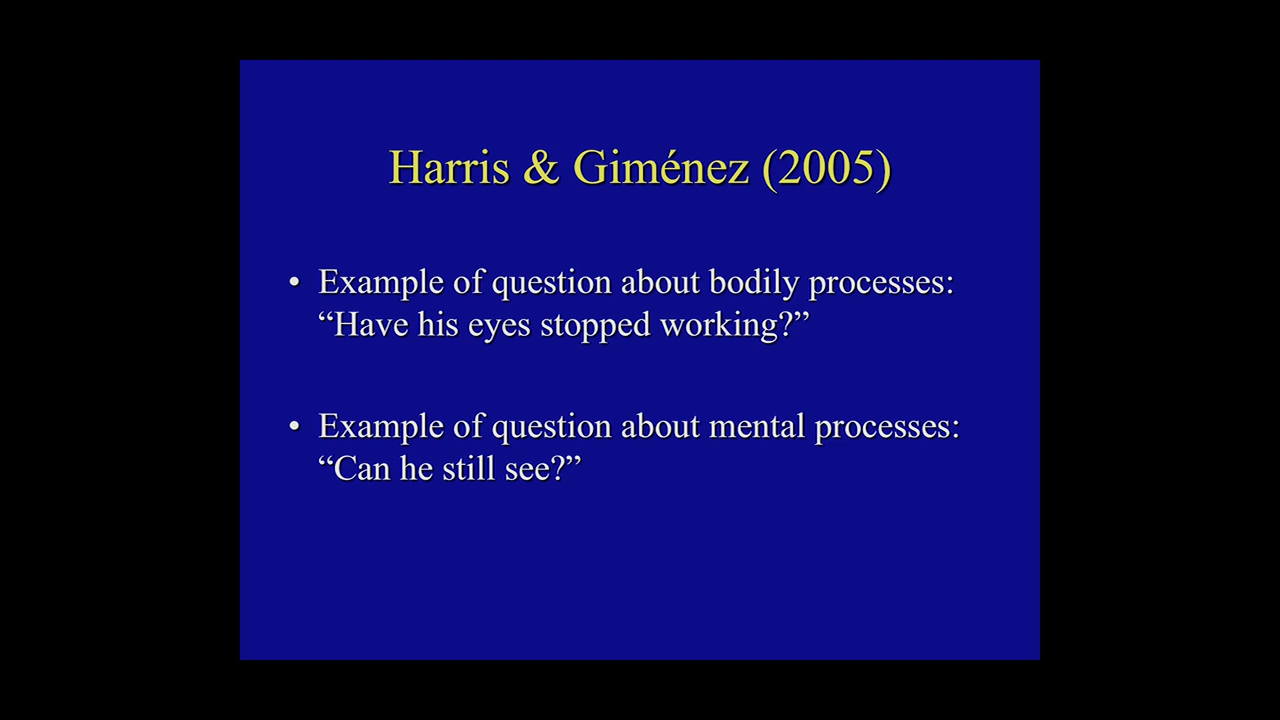 Harris & Giménez (2005)
• Example of question about bodily processes:
“Have his eyes stopped working?”
• Example of question about mental processes:
“Can he still see?”